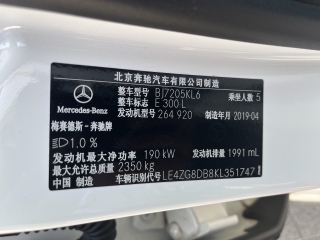 北京奔驰汽车有限公司制造
整车型号 BJ7205KL6 乘坐人数 5
整车标志 E 300 L
发动机型号 264 920 制造年月 2019-04
Mercedes-Benz
梅赛德斯-奔驰牌
1.0 %
发动机最大净功率 190 kW 发动机排量 1991 mL
最大允许总质量 2350 kg
中国 制造 车辆识别代号 LE4ZG8DB8KL351747